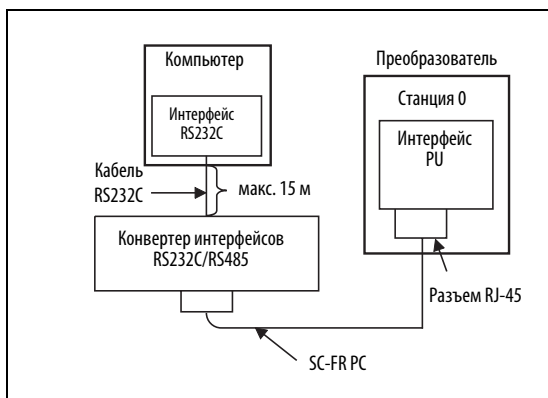 Компьютер
Интерфейс
RS232C
Кабель
RS232C
макс. 15 м
Конвертер интерфейсов
RS232C/RS485
SC-FR PC
Преобразователь
Станция 0
Интерфейс
PU
Разъем RJ-45